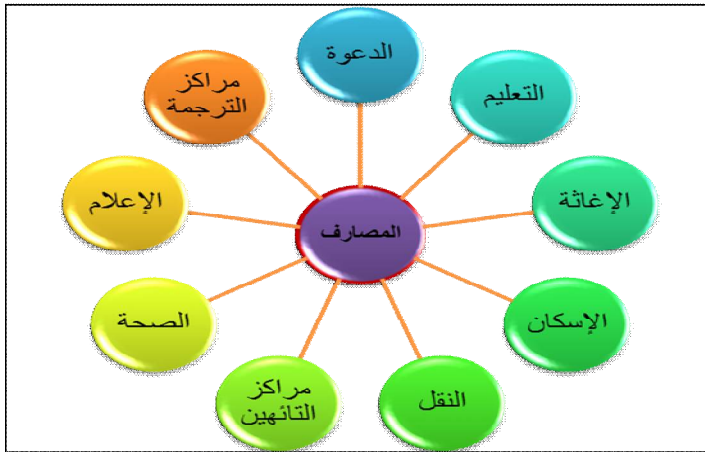 الدعوة
التعليم
الإغاثة
الإسكان
النقل
مراكز
التائهين
الصحة
الإعلام
مراكز
الترجمة
المصارف